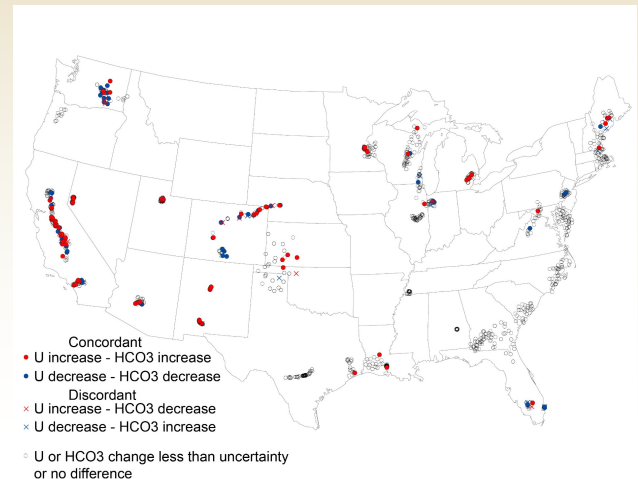 Concordant
U increase - HCO3 increase
U decrease - HCO3 decrease
Discordant
U increase - HCO3 decrease
U decrease - HCO3 increase
U or HCO3 change less than uncertainty
or no difference